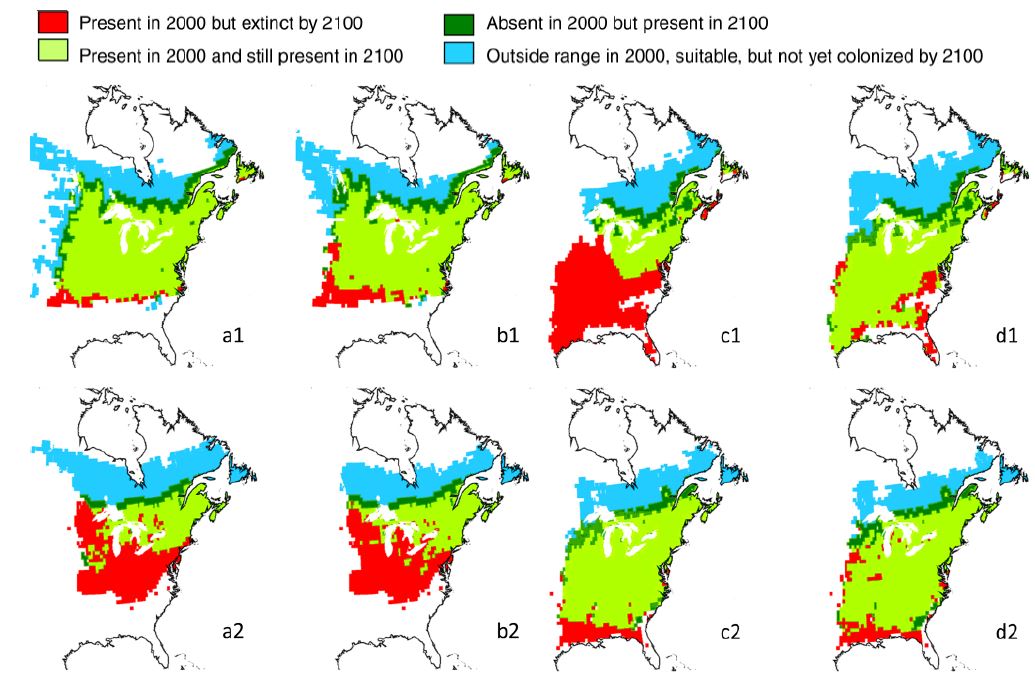 Present in 2000 but extinct by 2100
Absent in 2000 but present in 2100
Present in 2000 and still present in 2100
Outside range in 2000, suitable, but not yet colonized by 2100
a1
b1
c1
d1
a2
b2
c2
d2